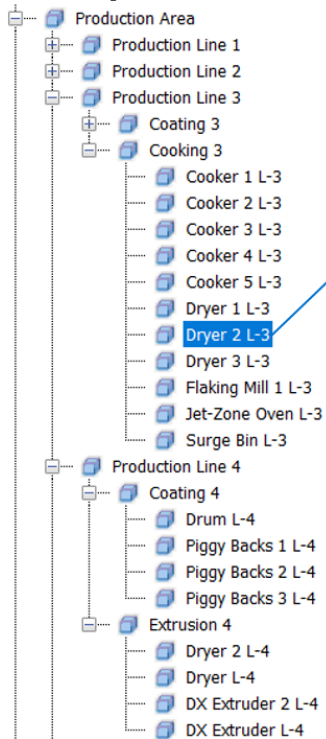 Production Area
Production Line 1
Production Line 2
Production Line 3
Coating 3
Cooking 3
Cooker 1 L-3
Cooker 2 L-3
Cooker 3 L-3
Cooker 4 L-3
Cooker 5 L-3
Dryer 1 L-3
Dryer 2 L-3
Dryer 3 L-3
Flaking Mill 1 L-3
Jet-Zone Oven L-3
Surge Bin L-3
Production Line 4
Coating 4
Drum L-4
Piggy Backs 1 L-4
Piggy Backs 2 L-4
Piggy Backs 3 L-4
Extrusion 4
Dryer 2 L-4
Dryer L-4
DX Extruder 2 L-4
DX Extruder L-4